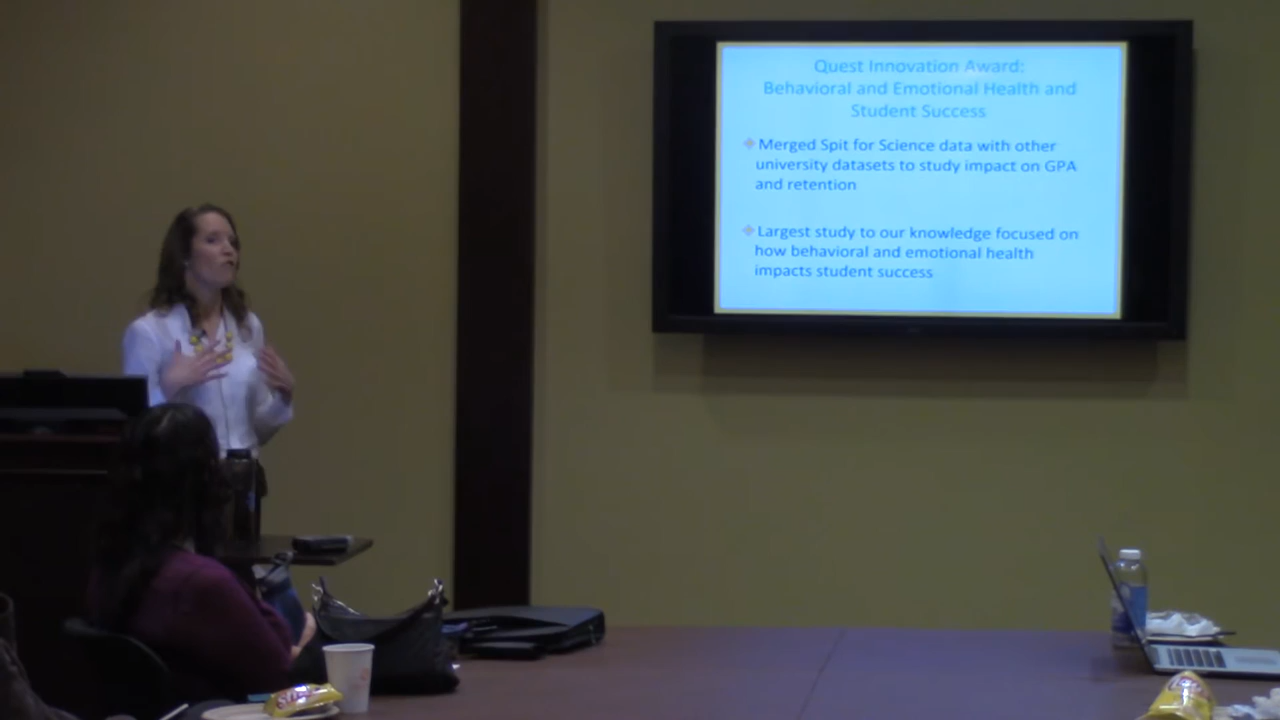 Quest Innovation Award:
Behavioral and Emotional Health and
Student Success
Merged Spit for Science data with other
university datasets to study impact on GPA
and retention
Largest study to our knowledge focused on
how behavioral and emotional health
impacts student success